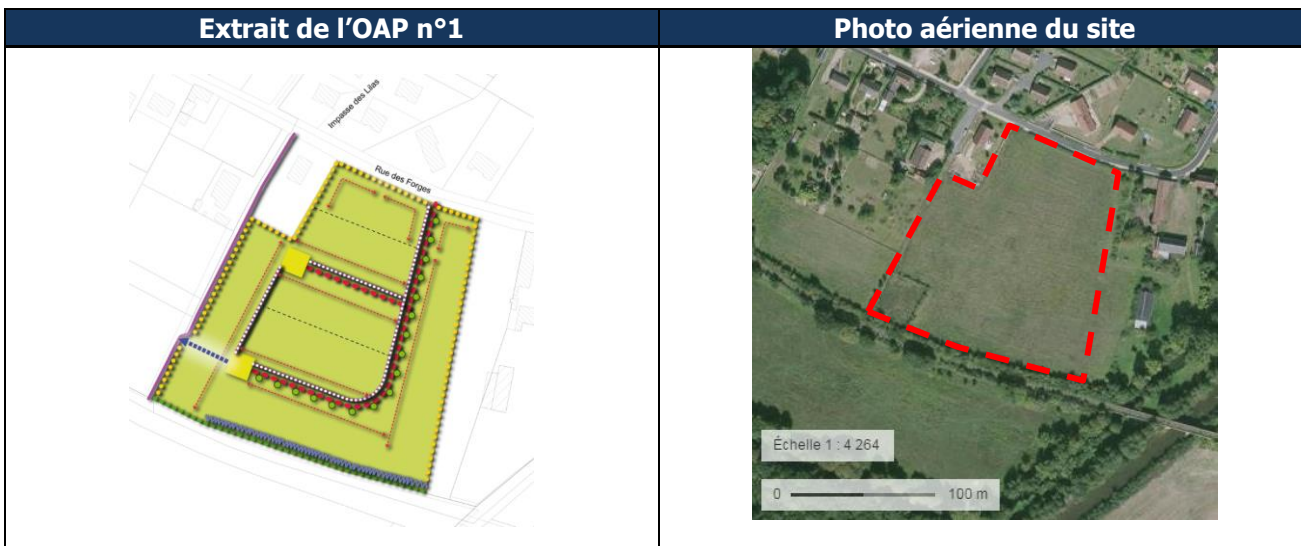 Extrait de l’OAP n°1
Photo aérienne du site
Impasse des Lilas
Rue des Forges
Échelle 1 : 4 264
0
100 m